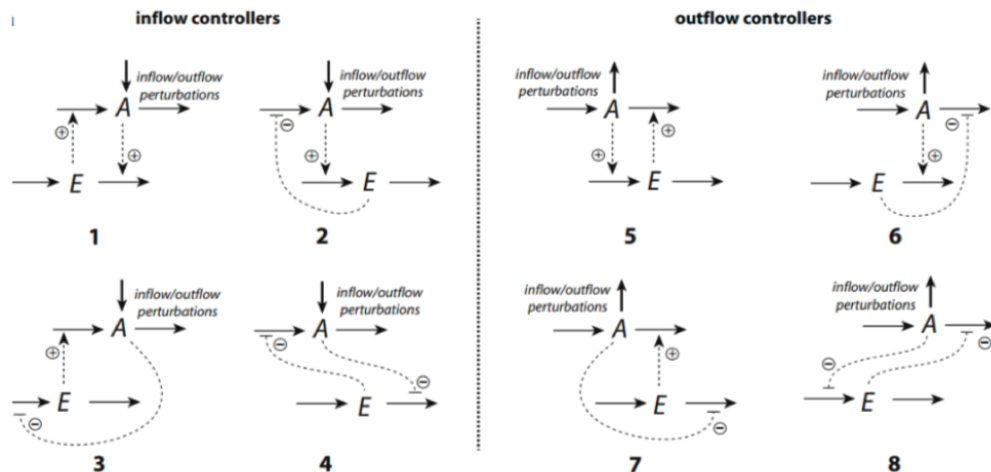 inflow controllers
outflow controllers
inflow/outflow
perturbations
A
⊕
⊕
E
1
inflow/outflow
perturbations
A
⊖
⊕
E
2
inflow/outflow
perturbations
A
⊕
⊕
E
5
inflow/outflow
perturbations
A
⊖
⊕
E
6
inflow/outflow
perturbations
A
⊕
E
⊖
3
inflow/outflow
perturbations
A
⊖
⊖
E
4
inflow/outflow
perturbations
A
⊕
E
⊖
7
inflow/outflow
perturbations
A
⊖
⊖
E
8